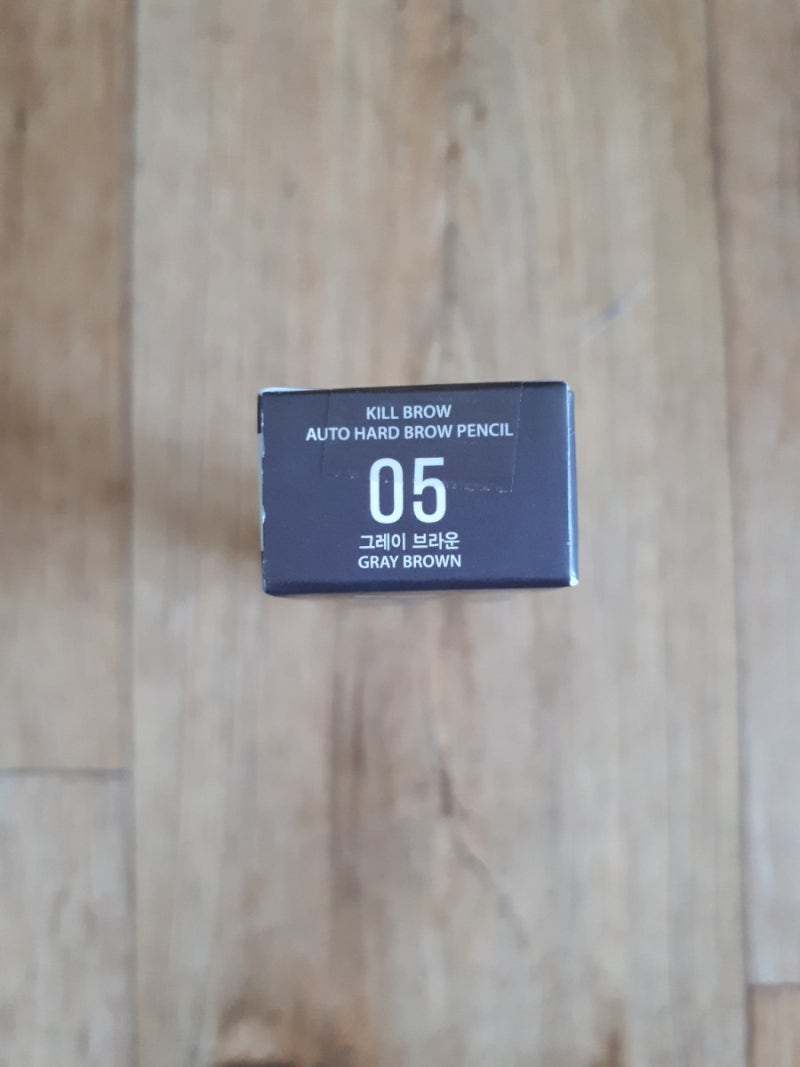 KILL BROW
AUTO HARD BROW PENCIL
05
그레이 브라운
GRAY BROWN